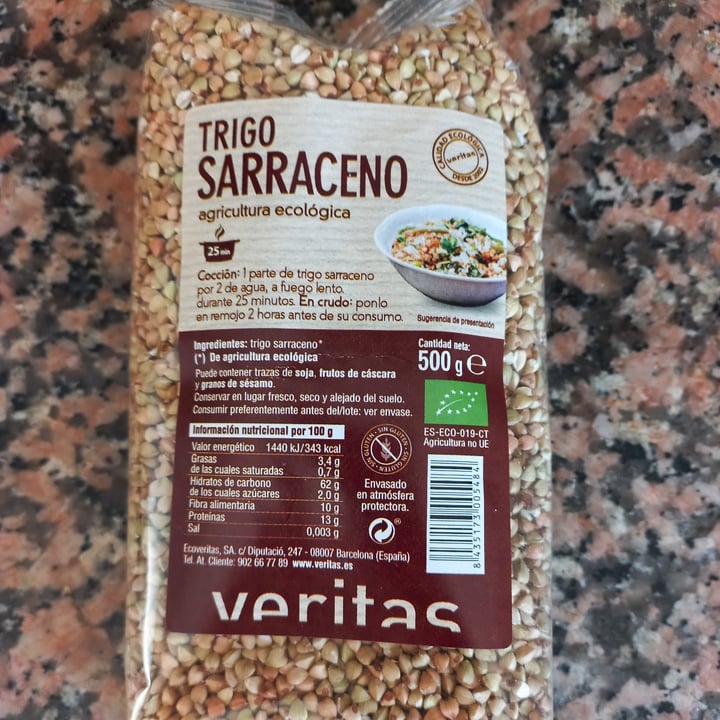 TRIGO
SARRACENO
agricultura ecológica
CALIDAD ECOLÓGICA
veritas
DESDE 2002
25 min
Cocción: 1 parte de trigo sarraceno
por 2 de agua, a fuego lento.
durante 25 minutos. En crudo: ponlo
en remojo 2 horas antes de su consumo.
Sugerencia de presentación
Ingredientes: trigo sarraceno*
(*) De agricultura ecológica
Puede contener trazas de soja, frutos de cáscara
y granos de sésamo.
Conservar en lugar fresco, seco y alejado del suelo.
Consumir preferentemente antes del/lote: ver envase.
Cantidad neta:
500 g ℮
ES-ECO-019-CT
Agricultura no UE
Información nutricional por 100 g
Valor energético 1440 kJ/343 kcal
Grasas 3,4 g
de las cuales saturadas 0,7 g
Hidratos de carbono 62 g
de los cuales azúcares 2,0 g
Fibra alimentaria 10 g
Proteínas 13 g
Sal 0,003 g
SIN GLUTEN · SIN GLUTEN · SIN GLUTEN
Envasado
en atmósfera
protectora.
®
8435173005484
Ecoveritas, SA. c/ Diputació, 247 - 08007 Barcelona (España)
Tel. At. Cliente: 902 66 77 89 www.veritas.es
veritas